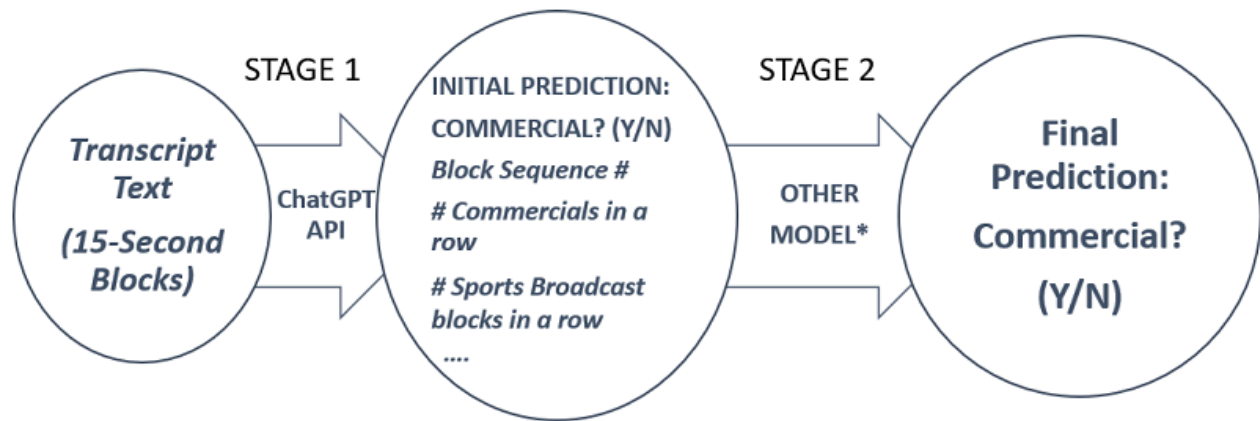 STAGE 1
STAGE 2
Transcript
Text
(15-Second
Blocks)
ChatGPT
API
INITIAL PREDICTION:
COMMERCIAL? (Y/N)
Block Sequence #
# Commercials in a
row
# Sports Broadcast
blocks in a row
....
OTHER
MODEL*
Final
Prediction:
Commercial?
(Y/N)